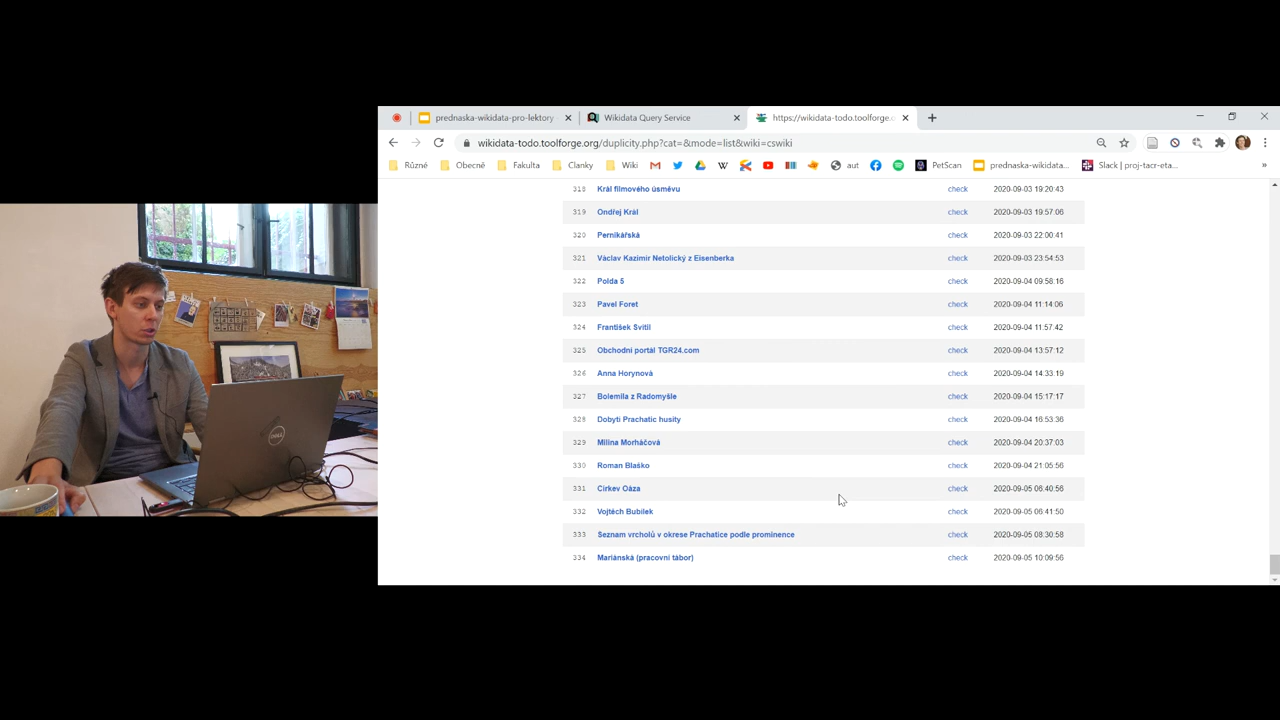 prednaska-wikidata-pro-lektory
Wikidata Query Service
https://wikidata-todo.toolforge.o
wikidata-todo.toolforge.org/duplicity.php?cat=&mode=list&wiki=cswiki
Různé
Obecně
Fakulta
Clanky
Wiki
aut
PetScan
prednaska-wikidata...
Slack | proj-tacr-eta...
318 Král filmového úsměvu check 2020-09-03 19:20:43
319 Ondřej Král check 2020-09-03 19:57:06
320 Perníkářská check 2020-09-03 22:00:41
321 Václav Kazimír Netolický z Eisenberka check 2020-09-03 23:54:53
322 Polda 5 check 2020-09-04 09:58:16
323 Pavel Foret check 2020-09-04 11:14:06
324 František Svitil check 2020-09-04 11:57:42
325 Obchodní portál TGR24.com check 2020-09-04 13:57:12
326 Anna Horynová check 2020-09-04 14:33:19
327 Bolemila z Radomyšle check 2020-09-04 15:17:17
328 Dobytí Prachatic husity check 2020-09-04 16:53:36
329 Milina Morháčová check 2020-09-04 20:37:03
330 Roman Blaško check 2020-09-04 21:05:56
331 Církev Oáza check 2020-09-05 06:40:56
332 Vojtěch Bubílek check 2020-09-05 06:41:50
333 Seznam vrcholů v okrese Prachatice podle prominence check 2020-09-05 08:30:58
334 Mariánská (pracovní tábor) check 2020-09-05 10:09:56
DELL